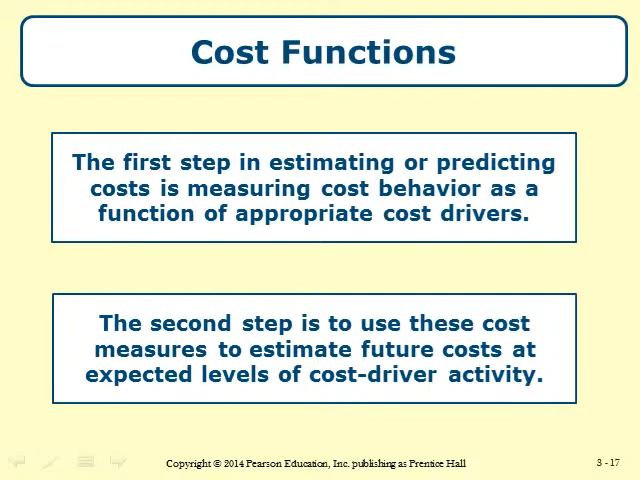 Cost Functions
The first step in estimating or predicting
costs is measuring cost behavior as a
function of appropriate cost drivers.
The second step is to use these cost
measures to estimate future costs at
expected levels of cost-driver activity.
Copyright © 2014 Pearson Education, Inc. publishing as Prentice Hall
3 - 17